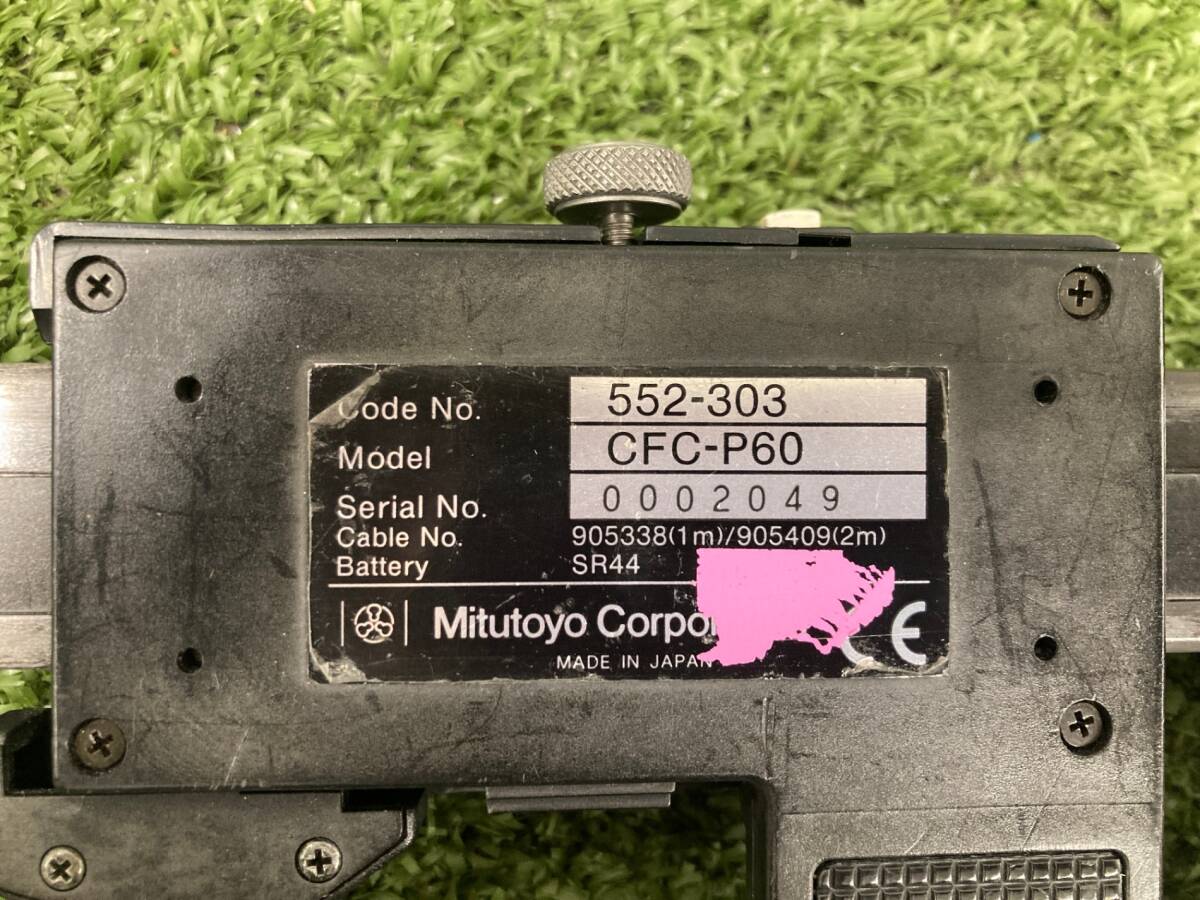 Code No. 552-303
Model CFC-P60
Serial No. 0002049
Cable No. 905338(1m)/905409(2m)
Battery SR44
Mitutoyo
MADE IN JAPAN
CE